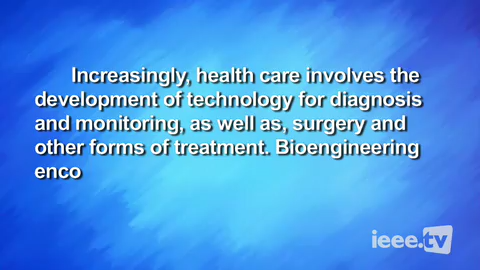 Increasingly, health care involves the
development of technology for diagnosis
and monitoring, as well as, surgery and
other forms of treatment. Bioengineering
enco
ieee.tv